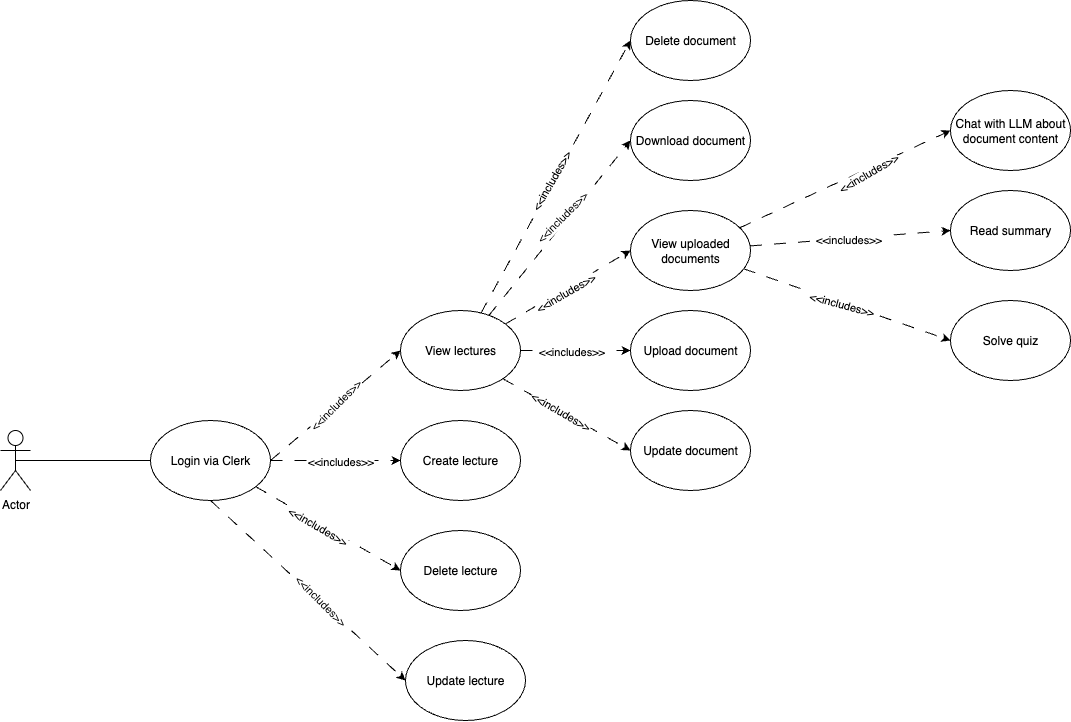 Delete document
Download document
<<includes>>
<<includes>>
Chat with LLM about
document content
<<includes>>
View uploaded
documents
Read summary
<<includes>>
<<includes>>
<<includes>>
Solve quiz
View lectures
<<includes>>
Upload document
<<includes>>
<<includes>>
Update document
Actor
Login via Clerk
<<includes>>
Create lecture
<<includes>>
Delete lecture
<<includes>>
Update lecture